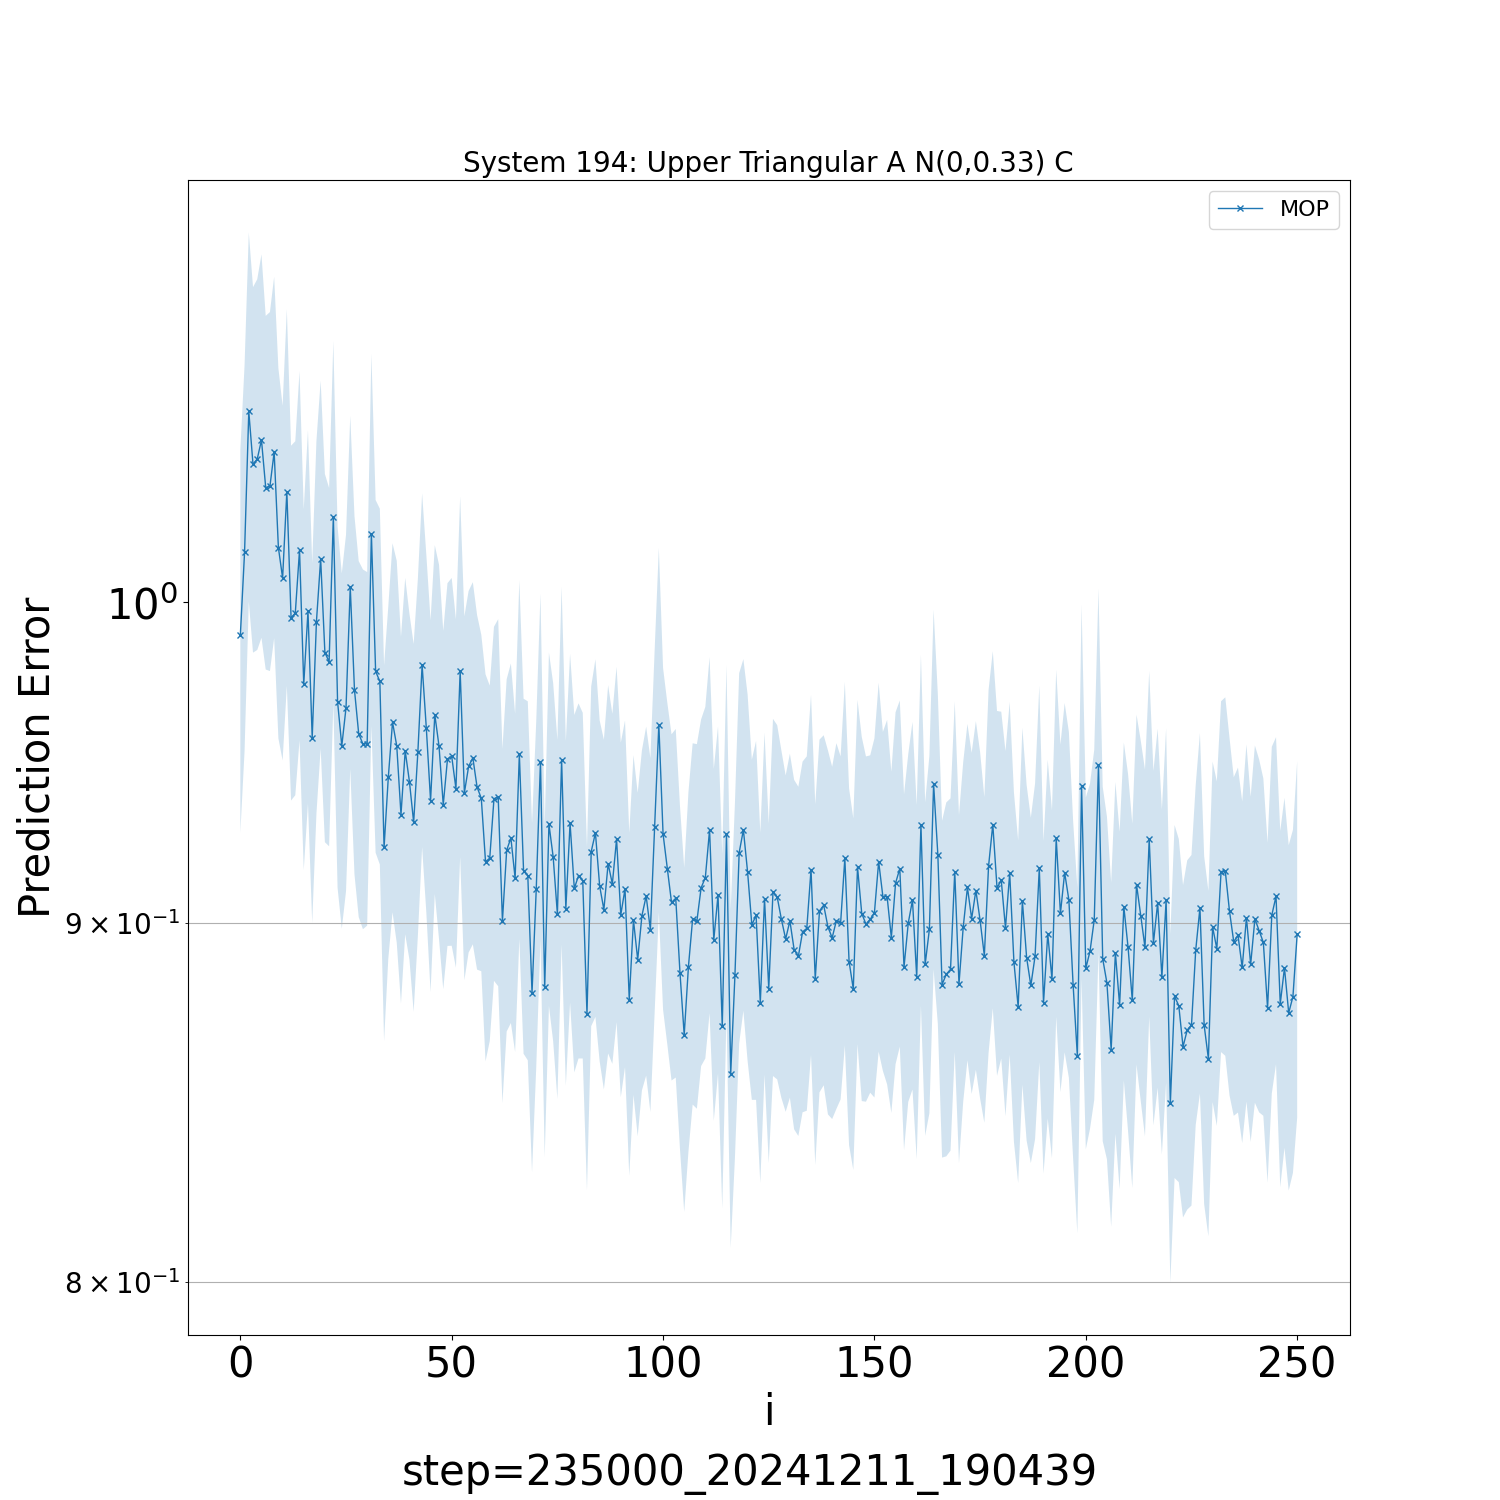 System 194: Upper Triangular A N(0,0.33) C
MOP
Prediction Error
10⁰
9 × 10⁻¹
8 × 10⁻¹
0 50 100 150 200 250
i
step=235000_20241211_190439